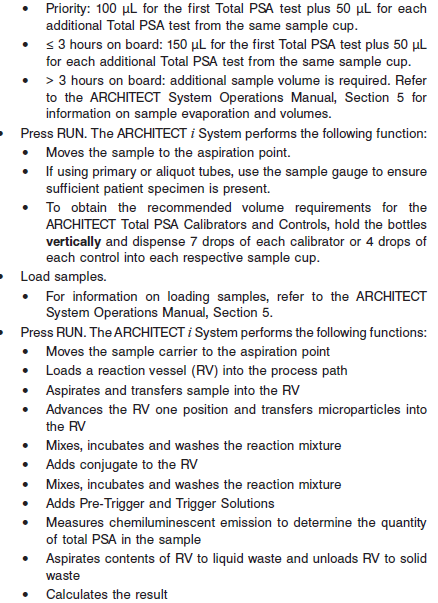 • Priority: 100 µL for the first Total PSA test plus 50 µL for each
additional Total PSA test from the same sample cup.
• ≤ 3 hours on board: 150 µL for the first Total PSA test plus 50 µL
for each additional Total PSA test from the same sample cup.
• > 3 hours on board: additional sample volume is required. Refer
to the ARCHITECT System Operations Manual, Section 5 for
information on sample evaporation and volumes.
• Press RUN. The ARCHITECT i System performs the following function:
• Moves the sample to the aspiration point.
• If using primary or aliquot tubes, use the sample gauge to ensure
sufficient patient specimen is present.
• To obtain the recommended volume requirements for the
ARCHITECT Total PSA Calibrators and Controls, hold the bottles
vertically and dispense 7 drops of each calibrator or 4 drops of
each control into each respective sample cup.
• Load samples.
• For information on loading samples, refer to the ARCHITECT
System Operations Manual, Section 5.
• Press RUN. The ARCHITECT i System performs the following functions:
• Moves the sample carrier to the aspiration point
• Loads a reaction vessel (RV) into the process path
• Aspirates and transfers sample into the RV
• Advances the RV one position and transfers microparticles into
the RV
• Mixes, incubates and washes the reaction mixture
• Adds conjugate to the RV
• Mixes, incubates and washes the reaction mixture
• Adds Pre-Trigger and Trigger Solutions
• Measures chemiluminescent emission to determine the quantity
of total PSA in the sample
• Aspirates contents of RV to liquid waste and unloads RV to solid
waste
• Calculates the result